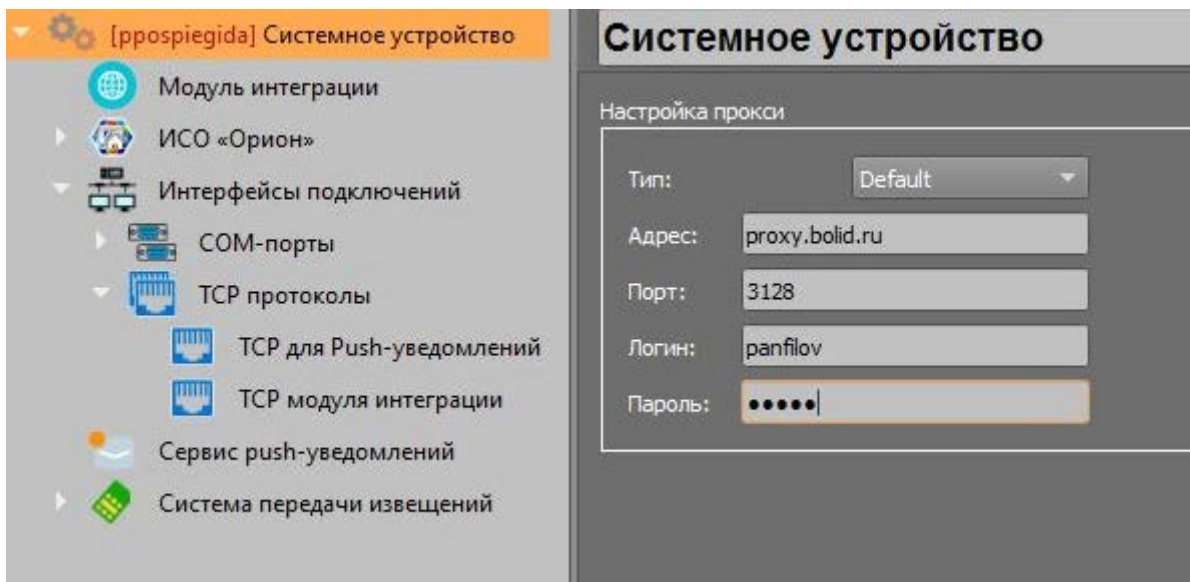 [ppospiegida] Системное устройство
Модуль интеграции
ИСО «Орион»
Интерфейсы подключений
COM-порты
TCP протоколы
TCP для Push-уведомлений
TCP модуля интеграции
Сервис push-уведомлений
Система передачи извещений
Системное устройство
Настройка прокси
Тип: Default
Адрес: proxy.bolid.ru
Порт: 3128
Логин: panfilov
Пароль: •••••